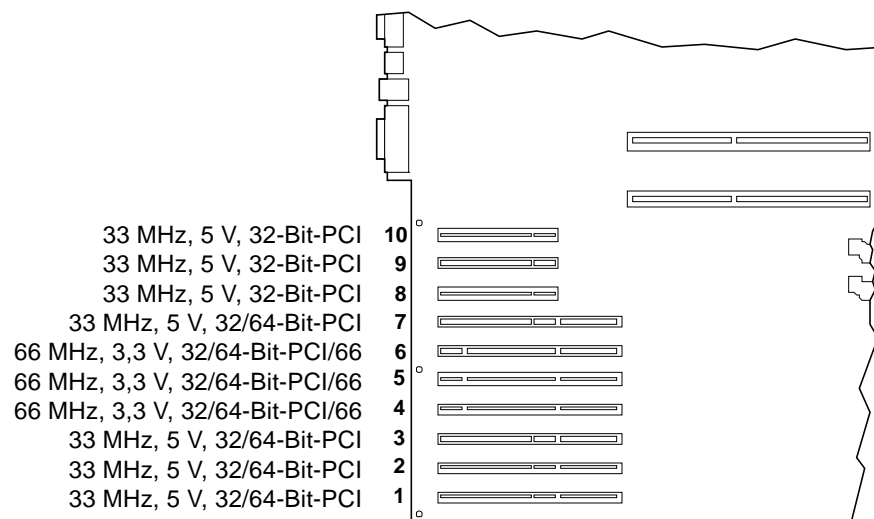 33 MHz, 5 V, 32-Bit-PCI 10
33 MHz, 5 V, 32-Bit-PCI 9
33 MHz, 5 V, 32-Bit-PCI 8
33 MHz, 5 V, 32/64-Bit-PCI 7
66 MHz, 3,3 V, 32/64-Bit-PCI/66 6
66 MHz, 3,3 V, 32/64-Bit-PCI/66 5
66 MHz, 3,3 V, 32/64-Bit-PCI/66 4
33 MHz, 5 V, 32/64-Bit-PCI 3
33 MHz, 5 V, 32/64-Bit-PCI 2
33 MHz, 5 V, 32/64-Bit-PCI 1